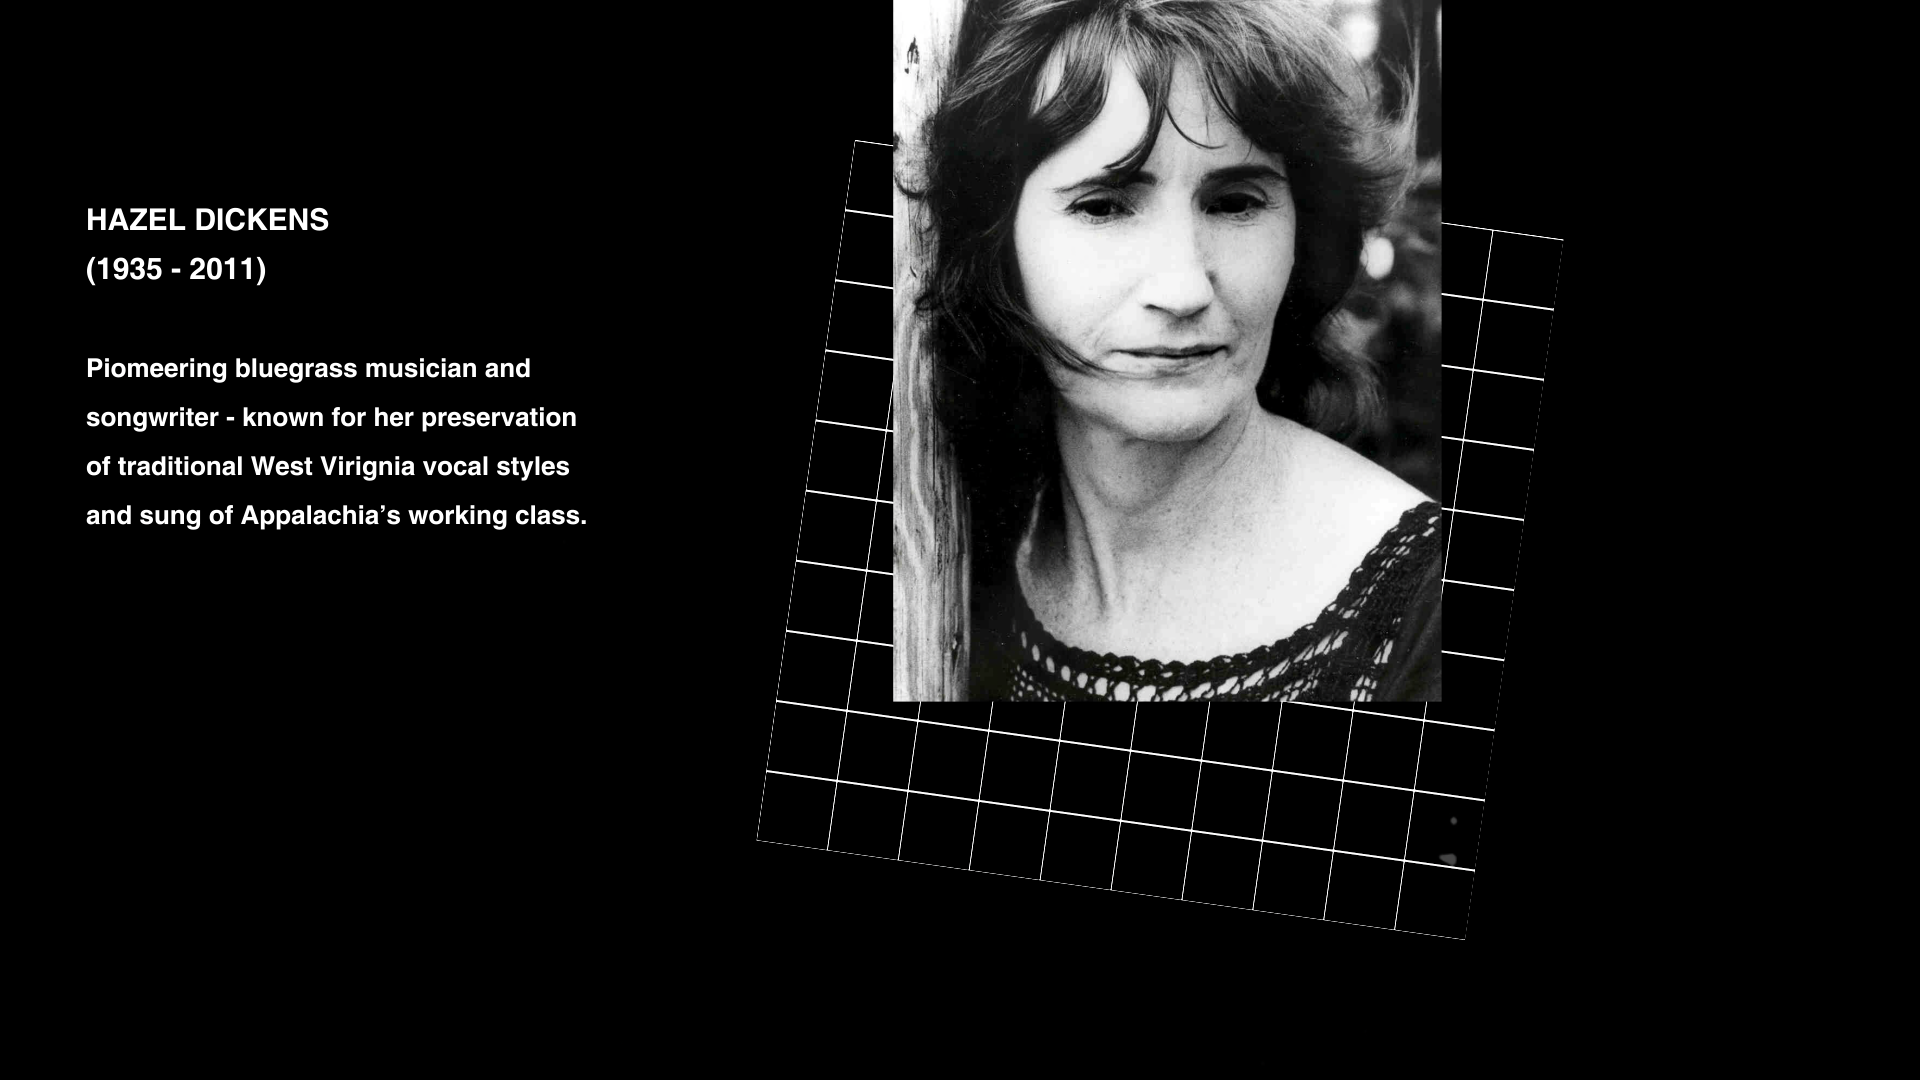 HAZEL DICKENS
(1935 - 2011)
Piomeering bluegrass musician and
songwriter - known for her preservation
of traditional West Virignia vocal styles
and sung of Appalachia’s working class.